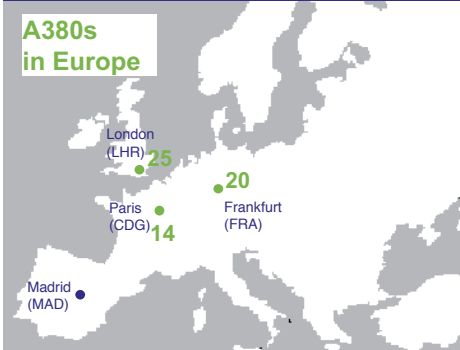 A380s
in Europe
London
(LHR)
25
20
Paris
(CDG)
14
Frankfurt
(FRA)
Madrid
(MAD)